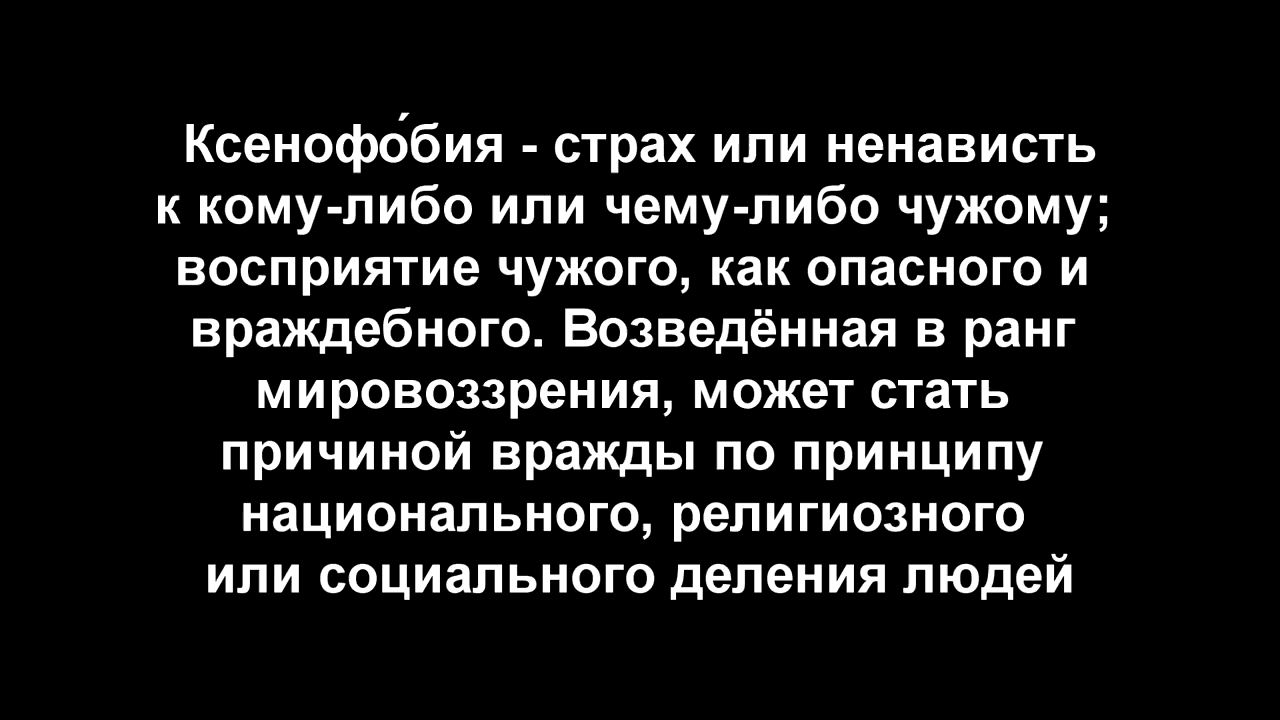 Ксенофо́бия - страх или ненависть
к кому-либо или чему-либо чужому;
восприятие чужого, как опасного и
враждебного. Возведённая в ранг
мировоззрения, может стать
причиной вражды по принципу
национального, религиозного
или социального деления людей